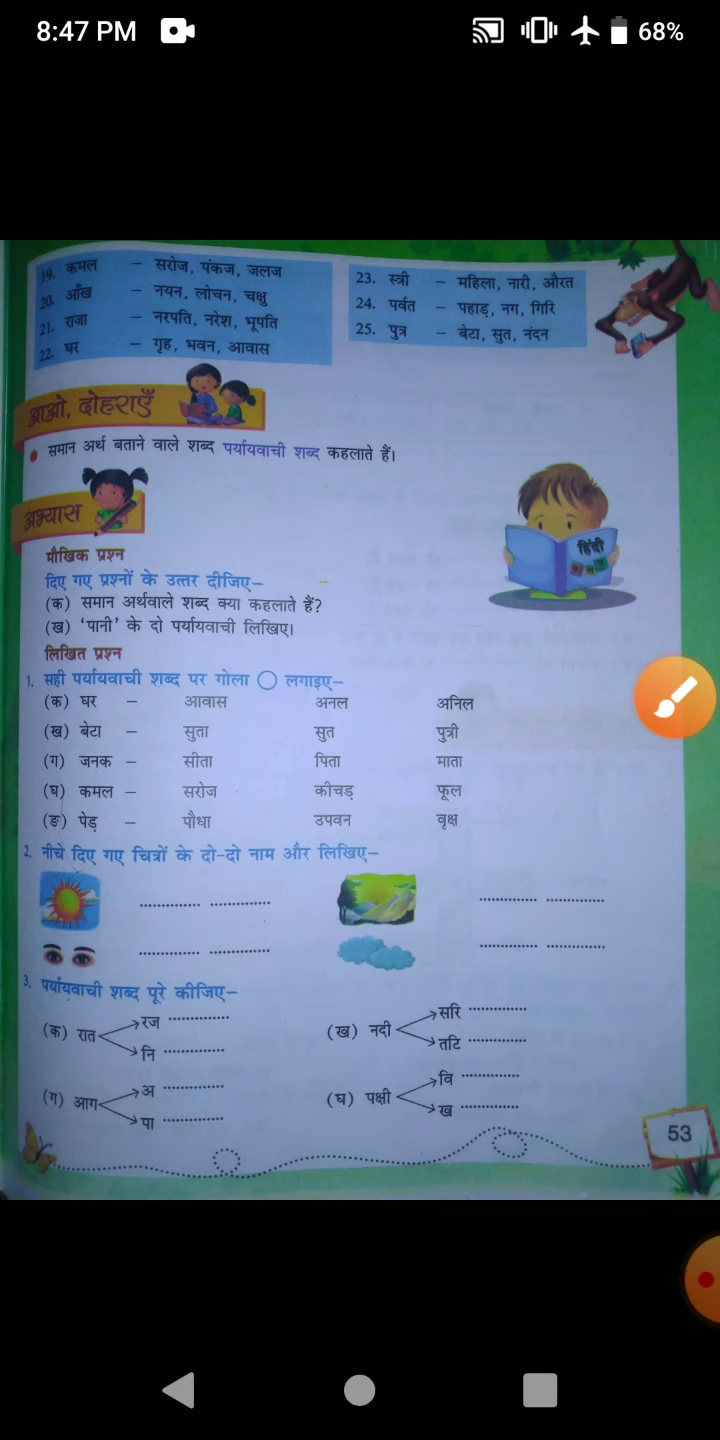 8:47 PM
68%
19. कमल – सरोज, पंकज, जलज
20. आँख – नयन, लोचन, चक्षु
21. राजा – नरपति, नरेश, भूपति
22. घर – गृह, भवन, आवास
23. स्त्री – महिला, नारी, औरत
24. पर्वत – पहाड़, नग, गिरि
25. पुत्र – बेटा, सुत, नंदन
आओ, दोहराएँ
समान अर्थ बताने वाले शब्द पर्यायवाची शब्द कहलाते हैं।
अभ्यास
हिंदी
मौखिक प्रश्न
दिए गए प्रश्नों के उत्तर दीजिए–
(क) समान अर्थवाले शब्द क्या कहलाते हैं?
(ख) ‘पानी’ के दो पर्यायवाची लिखिए।
लिखित प्रश्न
1. सही पर्यायवाची शब्द पर गोला ◯ लगाइए–
(क) घर – आवास अनल अनिल
(ख) बेटा – सुता सुत पुत्री
(ग) जनक – सीता पिता माता
(घ) कमल – सरोज कीचड़ फूल
(ङ) पेड़ – पौधा उपवन वृक्ष
2. नीचे दिए गए चित्रों के दो-दो नाम और लिखिए–
............ ............ ............ ............
............ ............ ............ ............
3. पर्यायवाची शब्द पूरे कीजिए–
(क) रात
रज ............
नि ............
(ख) नदी
सरि ............
तटि ............
(ग) आग
अ ............
पा ............
(घ) पक्षी
वि ............
ख ............
53